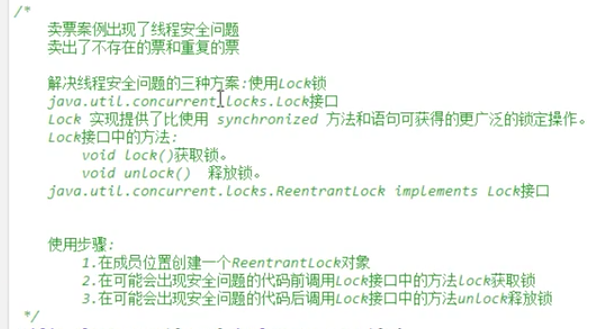 /*
卖票案例出现了线程安全问题
卖出了不存在的票和重复的票
解决线程安全问题的三种方案:使用Lock锁
java.util.concurrent.locks.Lock接口
Lock 实现提供了比使用 synchronized 方法和语句可获得的更广泛的锁定操作。
Lock接口中的方法:
void lock()获取锁。
void unlock() 释放锁。
java.util.concurrent.locks.ReentrantLock implements Lock接口
使用步骤:
1.在成员位置创建一个ReentrantLock对象
2.在可能会出现安全问题的代码前调用Lock接口中的方法Lock获取锁
3.在可能会出现安全问题的代码后调用Lock接口中的方法unlock释放锁
*/